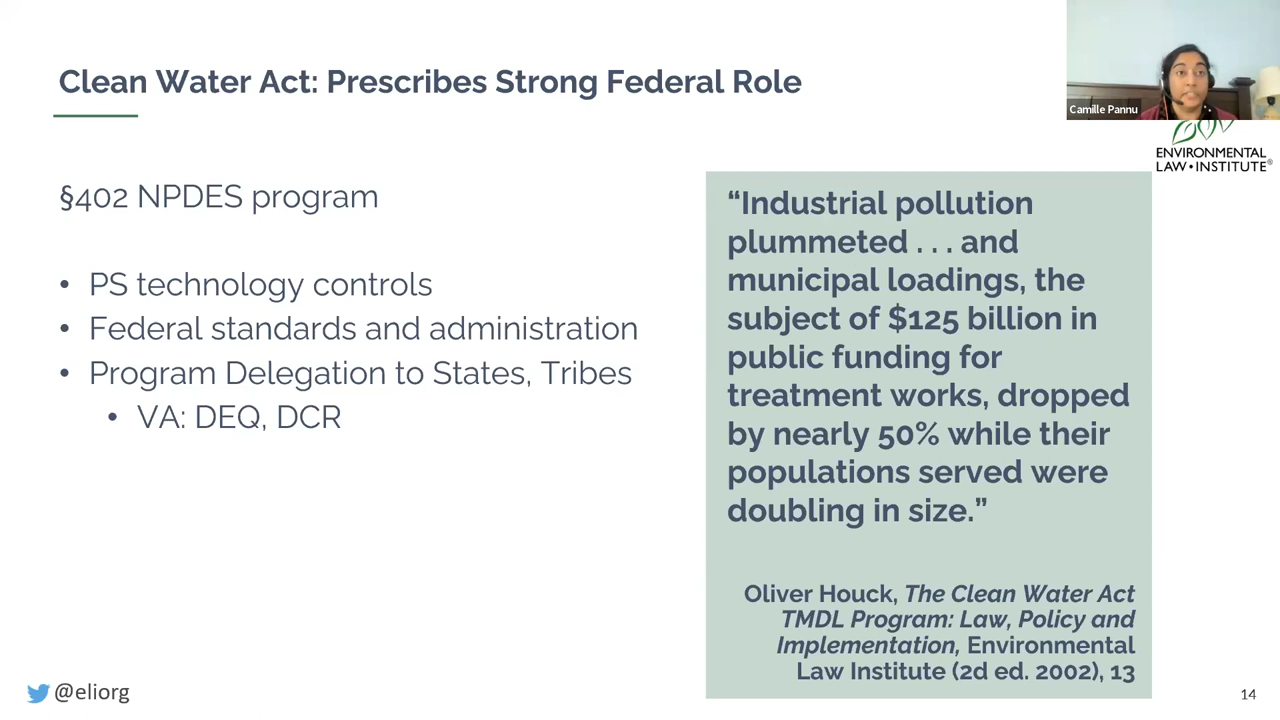 Clean Water Act: Prescribes Strong Federal Role
Camille Pannu
ENVIRONMENTAL
LAW•INSTITUTE®
§402 NPDES program
• PS technology controls
• Federal standards and administration
• Program Delegation to States, Tribes
• VA: DEQ, DCR
“Industrial pollution
plummeted . . . and
municipal loadings, the
subject of $125 billion in
public funding for
treatment works, dropped
by nearly 50% while their
populations served were
doubling in size.”
Oliver Houck, The Clean Water Act
TMDL Program: Law, Policy and
Implementation, Environmental
Law Institute (2d ed. 2002), 13
@eliorg
14